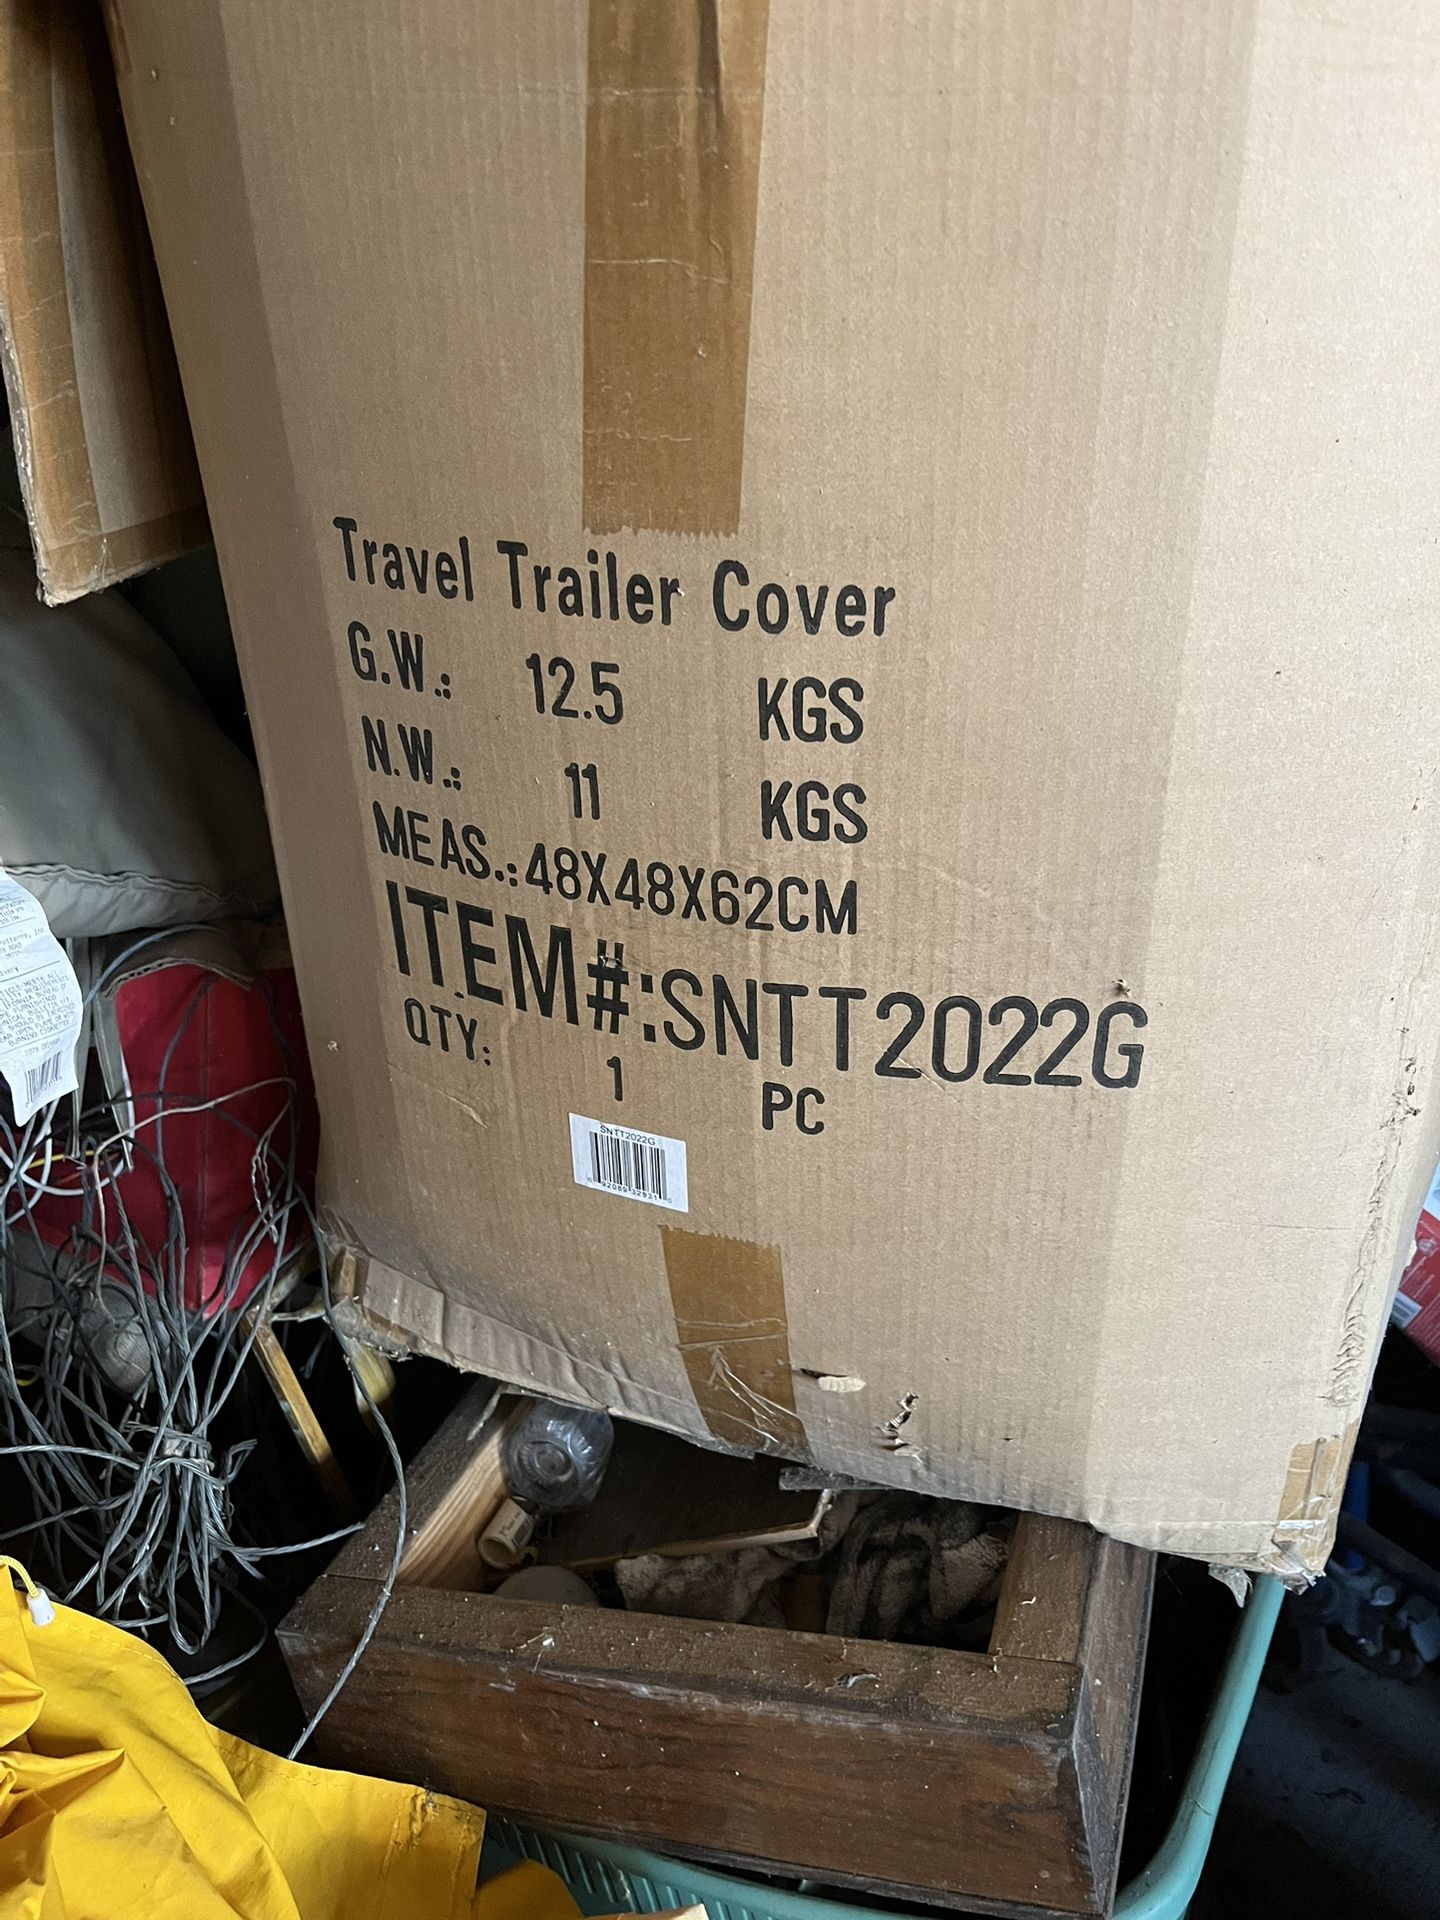 Travel Trailer Cover
G.W.: 12.5 KGS
N.W.: 11 KGS
MEAS.: 48X48X62CM
ITEM#:SNTT2022G
QTY: 1 PC
SNTT2022G